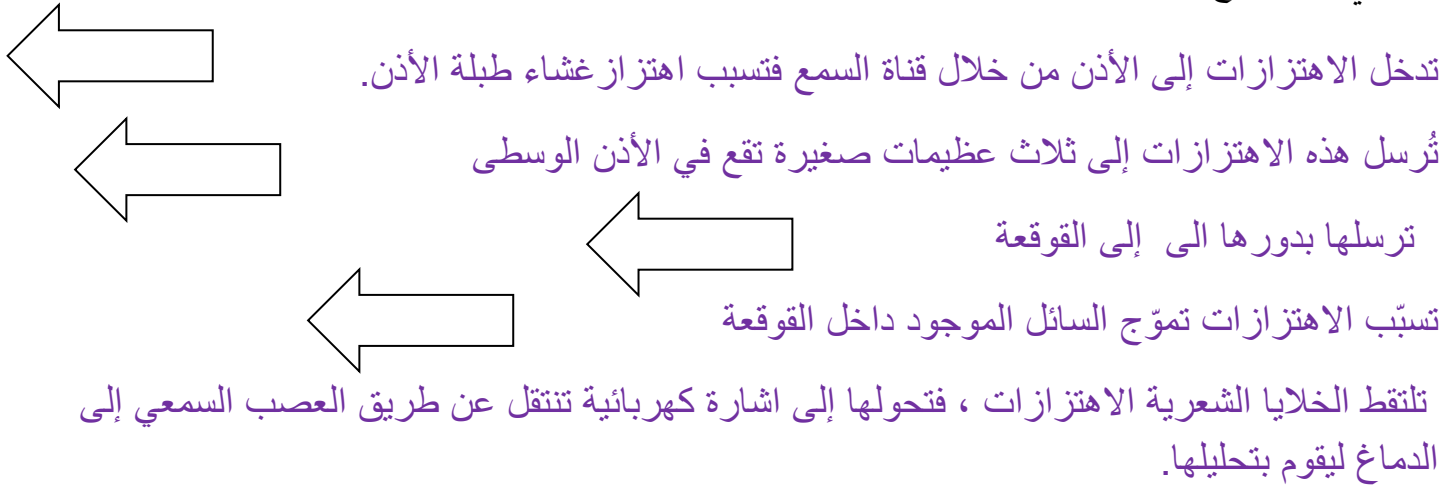 تدخل الاهتزازات إلى الأذن من خلال قناة السمع فتسبب اهتزازغشاء طبلة الأذن.
تُرسل هذه الاهتزازات إلى ثلاث عظيمات صغيرة تقع في الأذن الوسطى
ترسلها بدورها الى إلى القوقعة
تسبّب الاهتزازات تموّج السائل الموجود داخل القوقعة
تلتقط الخلايا الشعرية الاهتزازات ، فتحولها إلى اشارة كهربائية تنتقل عن طريق العصب السمعي إلى
الدماغ ليقوم بتحليلها.